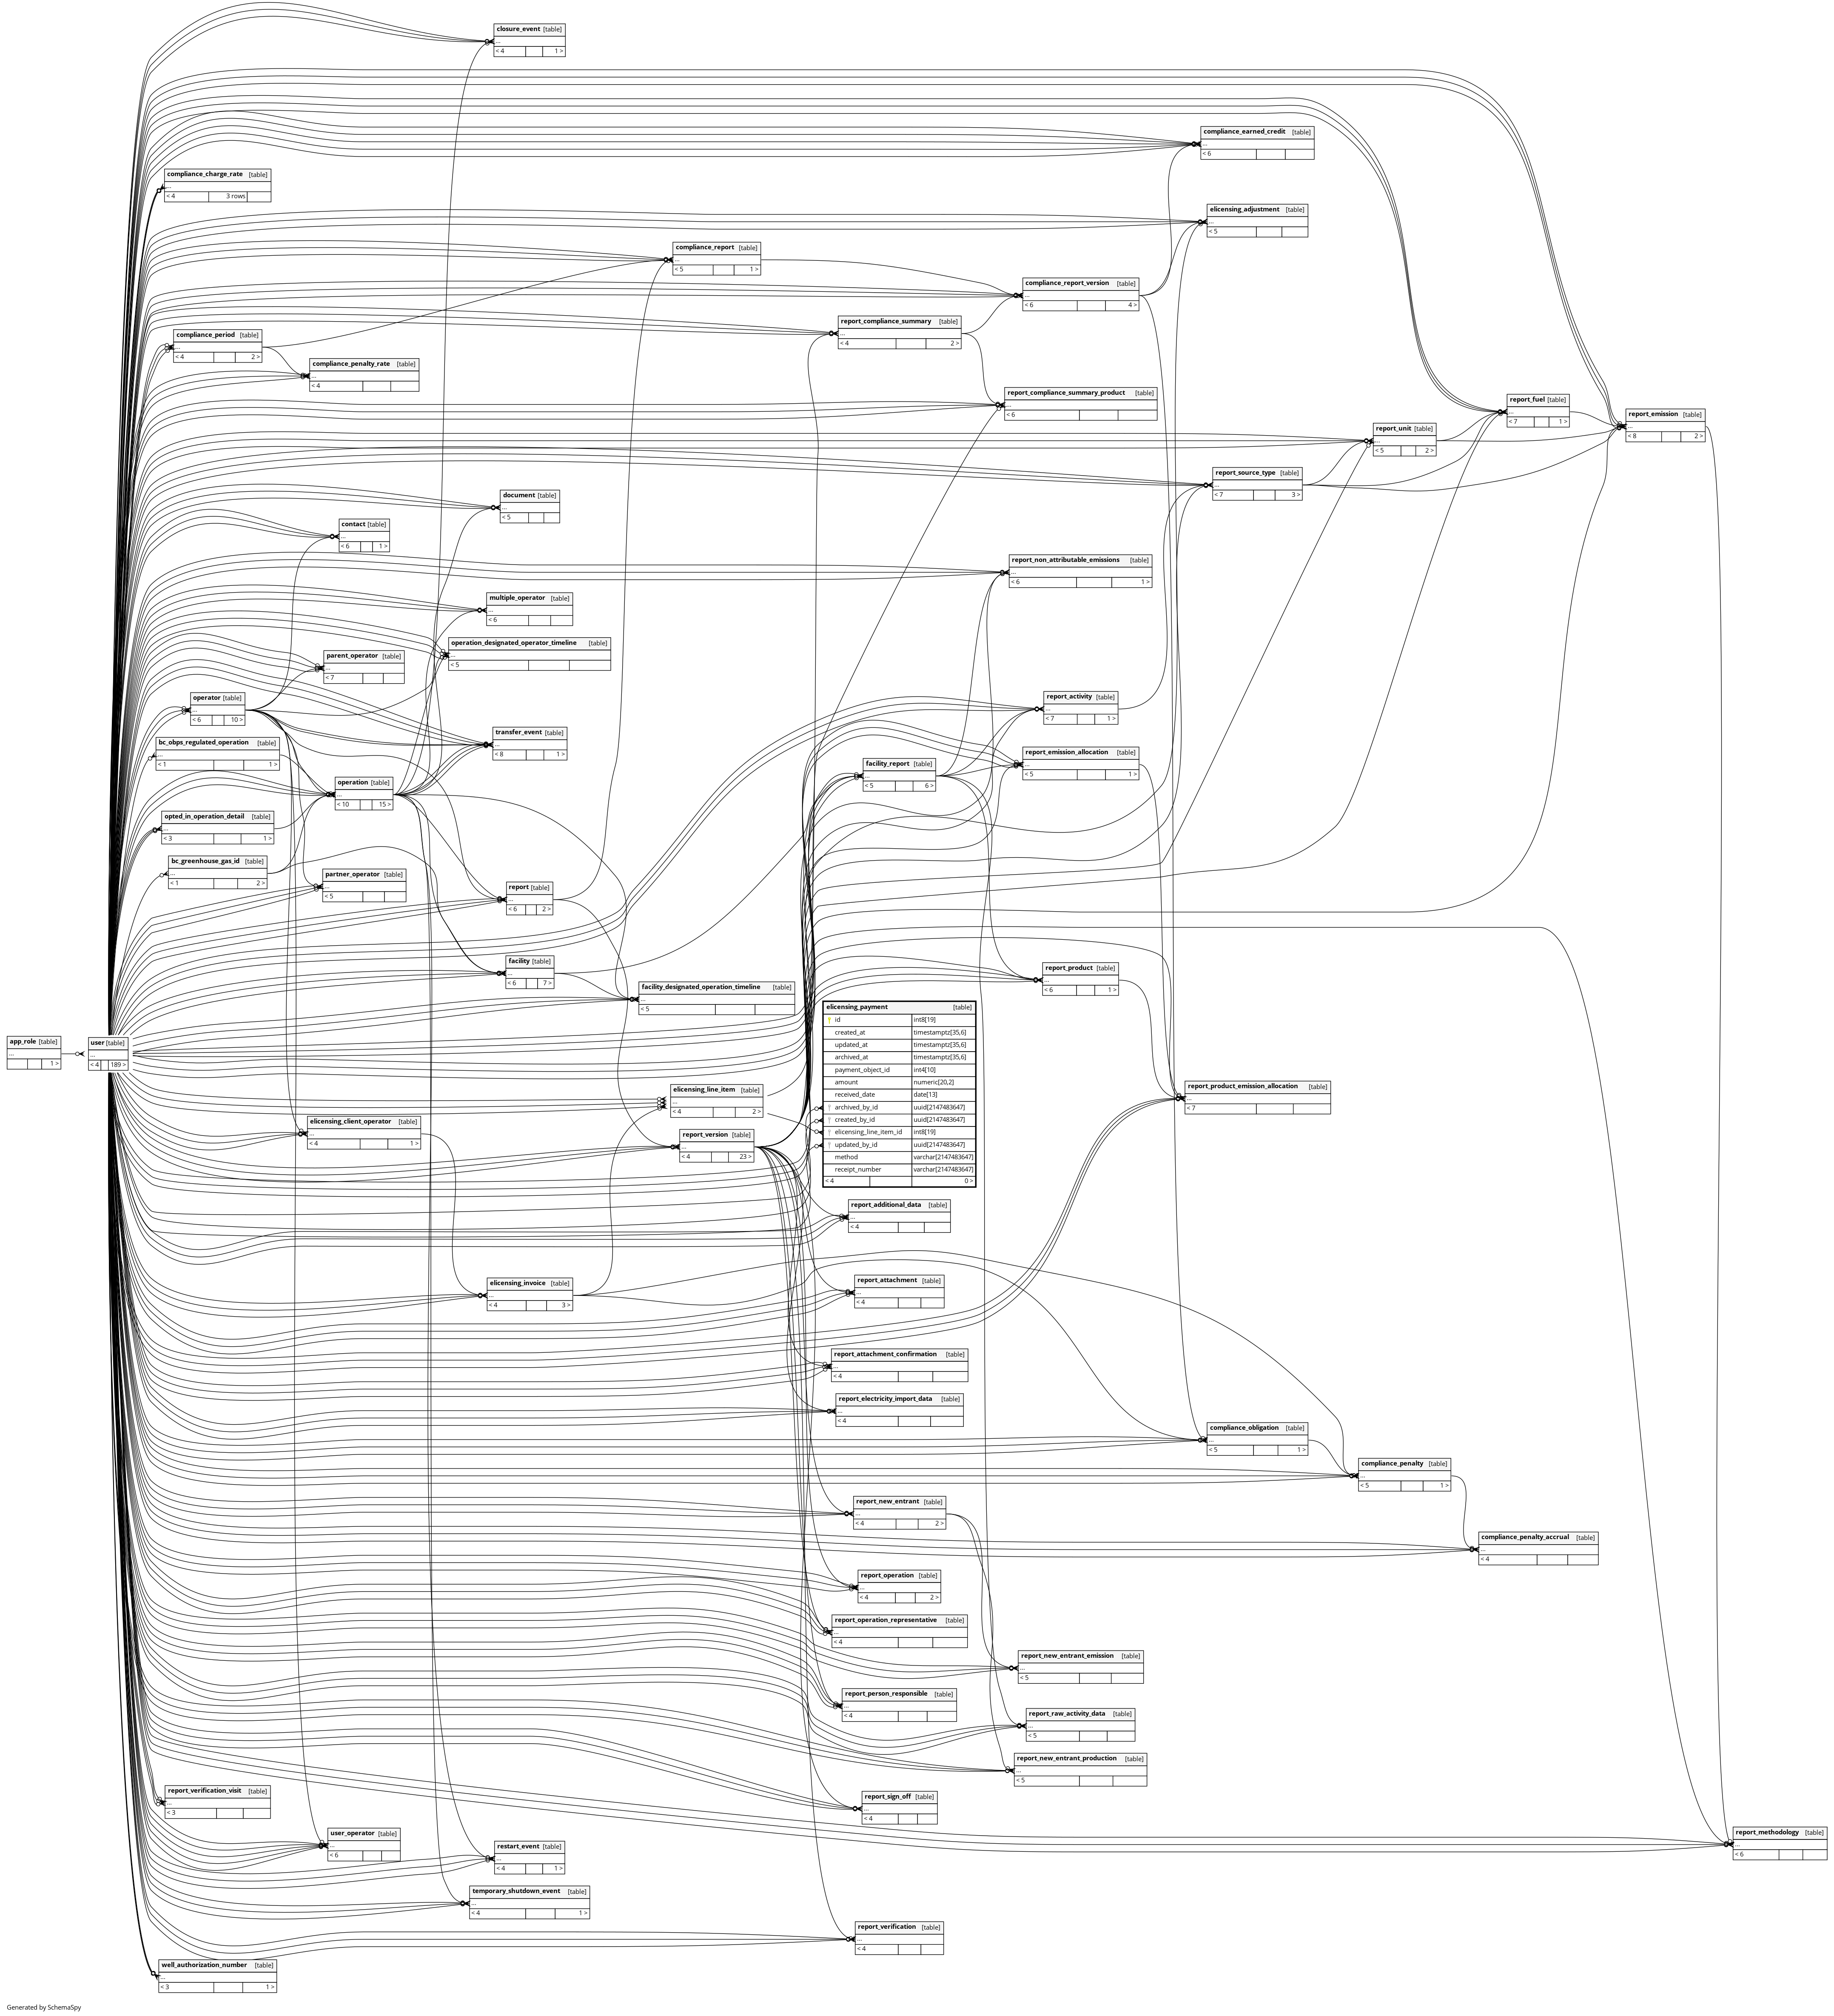 closure_event [table]
...
< 4 1 >
compliance_earned_credit [table]
...
< 6
compliance_charge_rate [table]
...
< 4 3 rows
elicensing_adjustment [table]
...
< 5
compliance_report [table]
...
< 5 1 >
compliance_report_version [table]
...
< 6 4 >
report_compliance_summary [table]
...
< 4 2 >
compliance_period [table]
...
< 4 2 >
compliance_penalty_rate [table]
...
< 4
report_compliance_summary_product [table]
...
< 6
report_fuel [table]
...
< 7 1 >
report_emission [table]
...
< 8 2 >
report_unit [table]
...
< 5 2 >
report_source_type [table]
...
< 7 3 >
document [table]
...
< 5
contact [table]
...
< 6 1 >
report_non_attributable_emissions [table]
...
< 6 1 >
multiple_operator [table]
...
< 6
operation_designated_operator_timeline [table]
...
< 5
parent_operator [table]
...
< 7
operator [table]
...
< 6 10 >
report_activity [table]
...
< 7 1 >
transfer_event [table]
...
< 8 1 >
bc_obps_regulated_operation [table]
...
< 1 1 >
report_emission_allocation [table]
...
< 5 1 >
facility_report [table]
...
< 5 6 >
operation [table]
...
< 10 15 >
opted_in_operation_detail [table]
...
< 3 1 >
bc_greenhouse_gas_id [table]
...
< 1 2 >
partner_operator [table]
...
< 5
report [table]
...
< 6 2 >
facility [table]
...
< 6 7 >
report_product [table]
...
< 6 1 >
facility_designated_operation_timeline [table]
...
< 5
elicensing_payment [table]
id int8[19]
created_at timestamptz[35,6]
updated_at timestamptz[35,6]
archived_at timestamptz[35,6]
payment_object_id int4[10]
amount numeric[20,2]
received_date date[13]
archived_by_id uuid[2147483647]
created_by_id uuid[2147483647]
elicensing_line_item_id int8[19]
updated_by_id uuid[2147483647]
method varchar[2147483647]
receipt_number varchar[2147483647]
< 4 0 >
app_role [table]
...
1 >
user [table]
...
< 4 189 >
elicensing_line_item [table]
...
< 4 2 >
report_product_emission_allocation [table]
...
< 7
elicensing_client_operator [table]
...
< 4 1 >
report_version [table]
...
< 4 23 >
report_additional_data [table]
...
< 4
elicensing_invoice [table]
...
< 4 3 >
report_attachment [table]
...
< 4
report_attachment_confirmation [table]
...
< 4
report_electricity_import_data [table]
...
< 4
compliance_obligation [table]
...
< 5 1 >
compliance_penalty [table]
...
< 5 1 >
report_new_entrant [table]
...
< 4 2 >
compliance_penalty_accrual [table]
...
< 4
report_operation [table]
...
< 4 2 >
report_operation_representative [table]
...
< 4
report_new_entrant_emission [table]
...
< 5
report_person_responsible [table]
...
< 4
report_raw_activity_data [table]
...
< 5
report_new_entrant_production [table]
...
< 5
report_verification_visit [table]
...
< 3
report_sign_off [table]
...
< 4
user_operator [table]
...
< 6
report_methodology [table]
...
< 6
restart_event [table]
...
< 4 1 >
temporary_shutdown_event [table]
...
< 4 1 >
report_verification [table]
...
< 4
well_authorization_number [table]
...
< 3 1 >
Generated by SchemaSpy